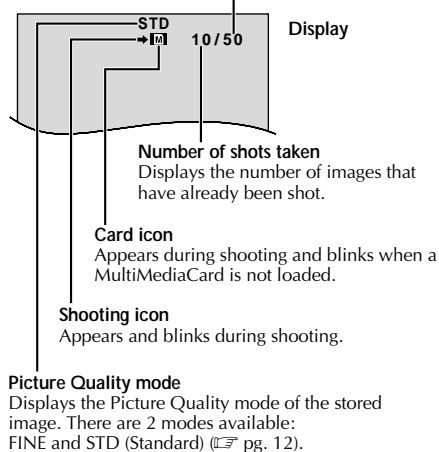 STD
Display
10/50
M
Number of shots taken
Displays the number of images that
have already been shot.
Card icon
Appears during shooting and blinks when a
MultiMediaCard is not loaded.
Shooting icon
Appears and blinks during shooting.
Picture Quality mode
Displays the Picture Quality mode of the stored
image. There are 2 modes available:
FINE and STD (Standard) (☞ pg. 12).